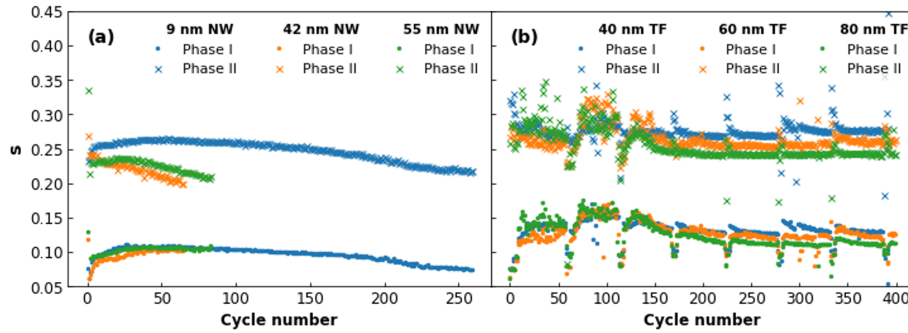 (a)
9 nm NW 42 nm NW 55 nm NW
Phase I Phase I Phase I
Phase II Phase II Phase II
(b)
40 nm TF 60 nm TF 80 nm TF
Phase I Phase I Phase I
Phase II Phase II Phase II
0.45
0.40
0.35
0.30
0.25
0.20
0.15
0.10
0.05
s
0 50 100 150 200 250
0 50 100 150 200 250 300 350 400
Cycle number Cycle number